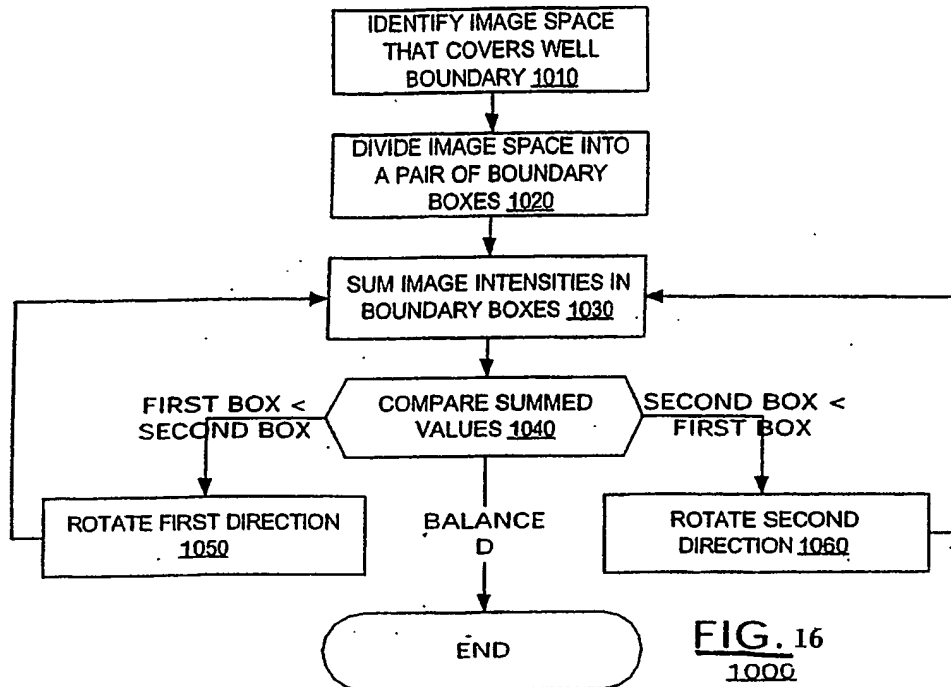 IDENTIFY IMAGE SPACE
THAT COVERS WELL
BOUNDARY 1010
DIVIDE IMAGE SPACE INTO
A PAIR OF BOUNDARY
BOXES 1020
SUM IMAGE INTENSITIES IN
BOUNDARY BOXES 1030
FIRST BOX <
SECOND BOX
COMPARE SUMMED
VALUES 1040
SECOND BOX <
FIRST BOX
ROTATE FIRST DIRECTION
1050
BALANCE
D
ROTATE SECOND
DIRECTION 1060
END
FIG. 16
1000